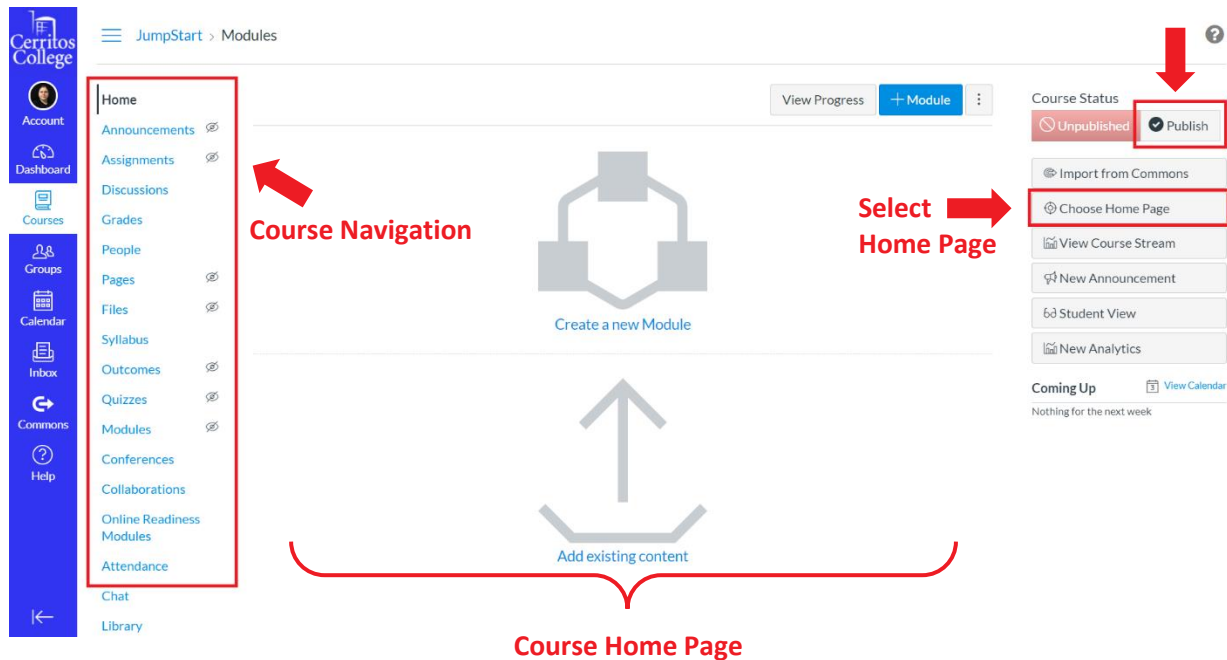 Cerritos
College
JumpStart > Modules
Account
Dashboard
Courses
Groups
Calendar
Inbox
Commons
Help
Home
Announcements
Assignments
Discussions
Grades
People
Pages
Files
Syllabus
Outcomes
Quizzes
Modules
Conferences
Collaborations
Online Readiness
Modules
Attendance
Chat
Library
Course Navigation
View Progress
+ Module
Create a new Module
Add existing content
Course Home Page
Select
Home Page
Course Status
Unpublished
Publish
Import from Commons
Choose Home Page
View Course Stream
New Announcement
Student View
New Analytics
Coming Up
3 View Calendar
Nothing for the next week